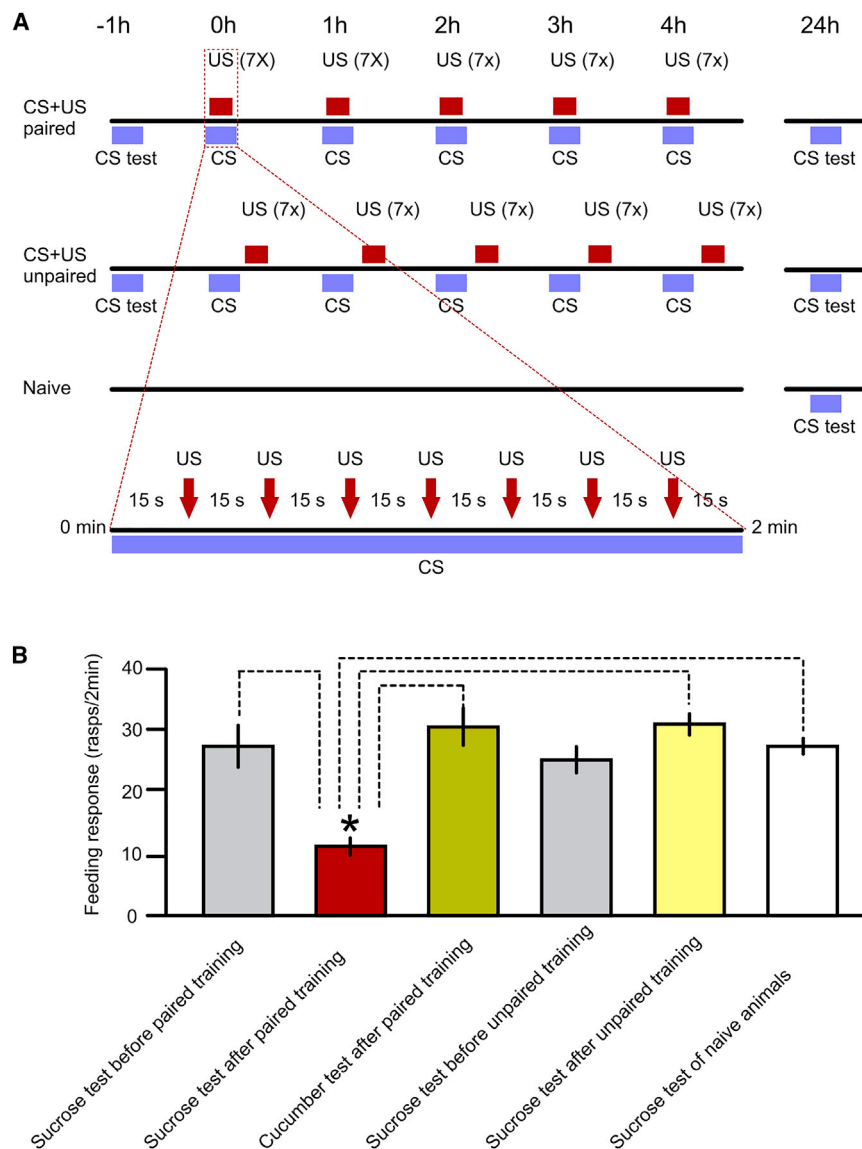 A
-1h 0h 1h 2h 3h 4h 24h
US (7X) US (7X) US (7x) US (7x) US (7x)
CS+US
paired
CS test CS CS CS CS CS CS test
US (7x) US (7x) US (7x) US (7x) US (7x)
CS+US
unpaired
CS test CS CS CS CS CS CS test
Naive
CS test
US US US US US US US
15 s 15 s 15 s 15 s 15 s 15 s 15 s 15 s
0 min 2 min
CS
B
Feeding response (rasps/2min)
40
30
20
10
0
*
Sucrose test before paired training
Sucrose test after paired training
Cucumber test after paired training
Sucrose test before unpaired training
Sucrose test after unpaired training
Sucrose test of naive animals